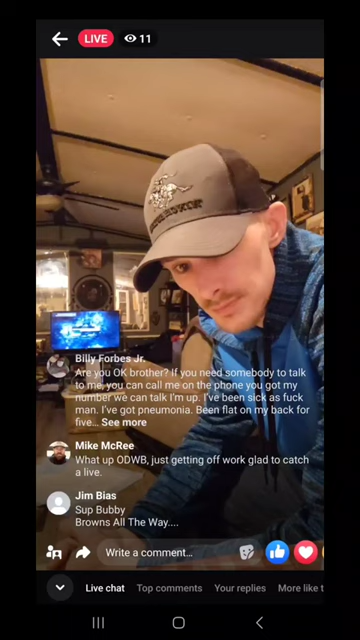 LIVE
11
Billy Forbes Jr.
Are you OK brother? If you need somebody to talk
to me, you can call me on the phone you got my
number we can talk I'm up. I've been sick as fuck
man. I've got pneumonia. Been flat on my back for
five... See more
Mike McRee
What up ODWB, just getting off work glad to catch
a live.
Jim Bias
Sup Bubby
Browns All The Way....
Write a comment...
Live chat Top comments Your replies More like t